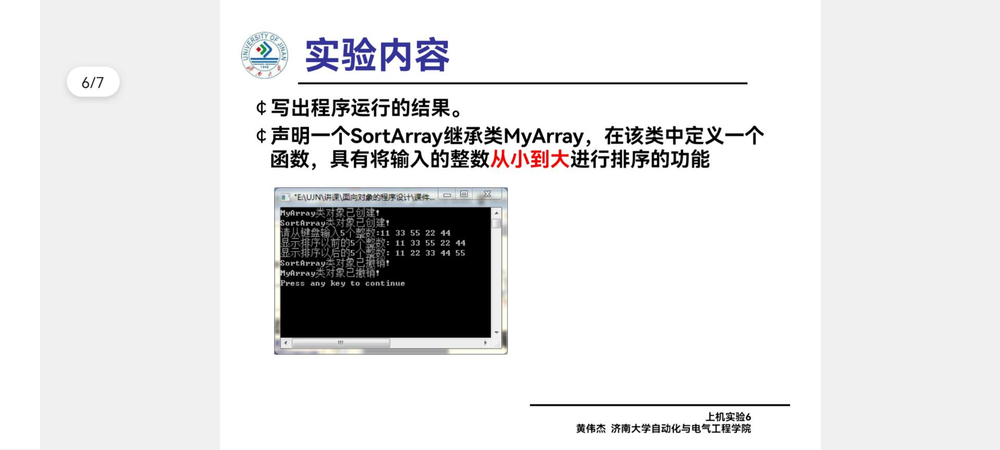 6/7
UNIVERSITY OF JINAN
1948
实验内容
¢ 写出程序运行的结果。
¢ 声明一个SortArray继承类MyArray，在该类中定义一个
函数，具有将输入的整数从小到大进行排序的功能
*E:\UJN\讲课\面向对象的程序设计\课件...
MyArray类对象已创建!
SortArray类对象已创建!
请从键盘输入5个整数:11 33 55 22 44
显示排序以前的5个整数: 11 33 55 22 44
显示排序以后的5个整数: 11 22 33 44 55
SortArray类对象已撤销!
MyArray类对象已撤销!
Press any key to continue
上机实验6
黄伟杰 济南大学自动化与电气工程学院